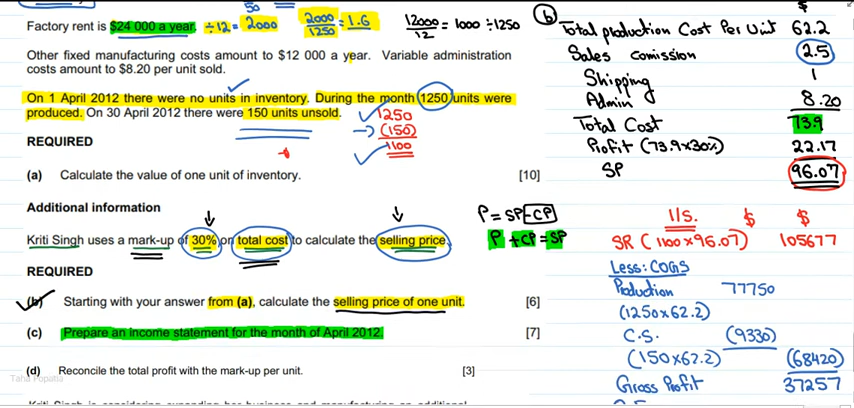 50
Factory rent is $24 000 a year. ÷12 = 2000 2000/1250 = 1.6 12000/12 = 1000 ÷1250
Other fixed manufacturing costs amount to $12 000 a year. Variable administration
costs amount to $8.20 per unit sold.
On 1 April 2012 there were no units in inventory. During the month 1250 units were
produced. On 30 April 2012 there were 150 units unsold.
1250
(150)
1100
REQUIRED
(a) Calculate the value of one unit of inventory. [10]
Additional information
Kriti Singh uses a mark-up of 30% on total cost to calculate the selling price.
P = SP - CP
P + CP = SP
REQUIRED
(b) Starting with your answer from (a), calculate the selling price of one unit. [6]
(c) Prepare an income statement for the month of April 2012. [7]
(d) Reconcile the total profit with the mark-up per unit. [3]
Taha Popatia
(b) $
Total production Cost Per Unit 62.2
Sales Comission 2.5
Shipping 1
Admin 8.20
Total Cost 73.9
Profit (73.9x30%) 22.17
SP 96.07
I/S. $ $
SR (1100x96.07) 105677
Less: COGS
Production 77750
(1250x62.2)
C.S. (9330)
(150x62.2) (68420)
Gross Profit 37257